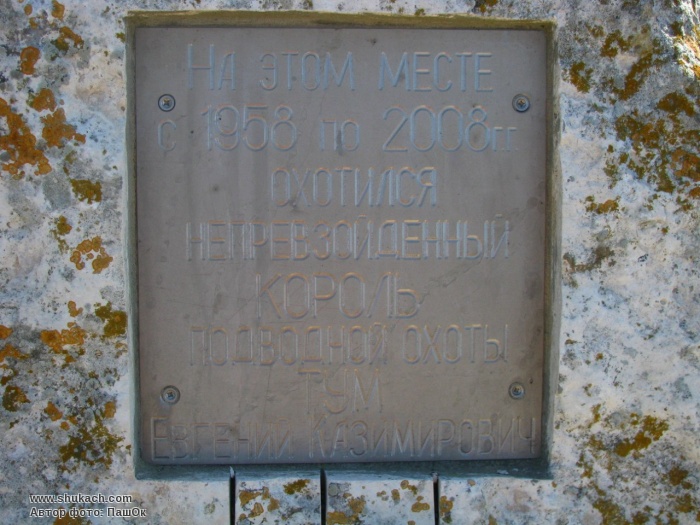 На этом месте
с 1958 по 2008гг
охотился
непревзойденный
король
подводной охоты
Гум
Евгений Казимирович
www.shukach.com
Автор фото: ПашОк